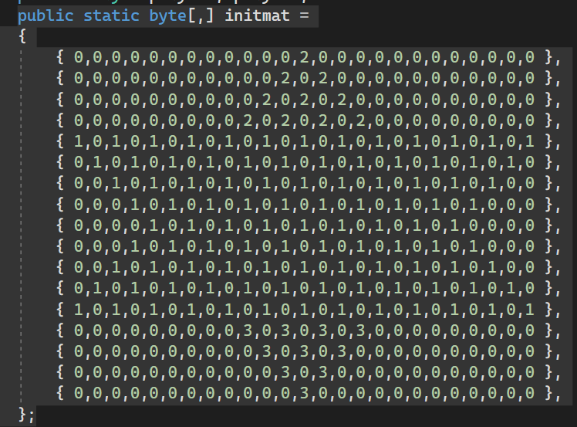 public static byte[,] initmat =
{
{ 0,0,0,0,0,0,0,0,0,0,0,0,2,0,0,0,0,0,0,0,0,0,0,0,0 },
{ 0,0,0,0,0,0,0,0,0,0,0,2,0,2,0,0,0,0,0,0,0,0,0,0,0 },
{ 0,0,0,0,0,0,0,0,0,0,2,0,2,0,2,0,0,0,0,0,0,0,0,0,0 },
{ 0,0,0,0,0,0,0,0,0,2,0,2,0,2,0,2,0,0,0,0,0,0,0,0,0 },
{ 1,0,1,0,1,0,1,0,1,0,1,0,1,0,1,0,1,0,1,0,1,0,1,0,1 },
{ 0,1,0,1,0,1,0,1,0,1,0,1,0,1,0,1,0,1,0,1,0,1,0,1,0 },
{ 0,0,1,0,1,0,1,0,1,0,1,0,1,0,1,0,1,0,1,0,1,0,1,0,0 },
{ 0,0,0,1,0,1,0,1,0,1,0,1,0,1,0,1,0,1,0,1,0,1,0,0,0 },
{ 0,0,0,0,1,0,1,0,1,0,1,0,1,0,1,0,1,0,1,0,1,0,0,0,0 },
{ 0,0,0,1,0,1,0,1,0,1,0,1,0,1,0,1,0,1,0,1,0,1,0,0,0 },
{ 0,0,1,0,1,0,1,0,1,0,1,0,1,0,1,0,1,0,1,0,1,0,1,0,0 },
{ 0,1,0,1,0,1,0,1,0,1,0,1,0,1,0,1,0,1,0,1,0,1,0,1,0 },
{ 1,0,1,0,1,0,1,0,1,0,1,0,1,0,1,0,1,0,1,0,1,0,1,0,1 },
{ 0,0,0,0,0,0,0,0,0,3,0,3,0,3,0,3,0,0,0,0,0,0,0,0,0 },
{ 0,0,0,0,0,0,0,0,0,0,3,0,3,0,3,0,0,0,0,0,0,0,0,0,0 },
{ 0,0,0,0,0,0,0,0,0,0,0,3,0,3,0,0,0,0,0,0,0,0,0,0,0 },
{ 0,0,0,0,0,0,0,0,0,0,0,0,3,0,0,0,0,0,0,0,0,0,0,0,0 },
};